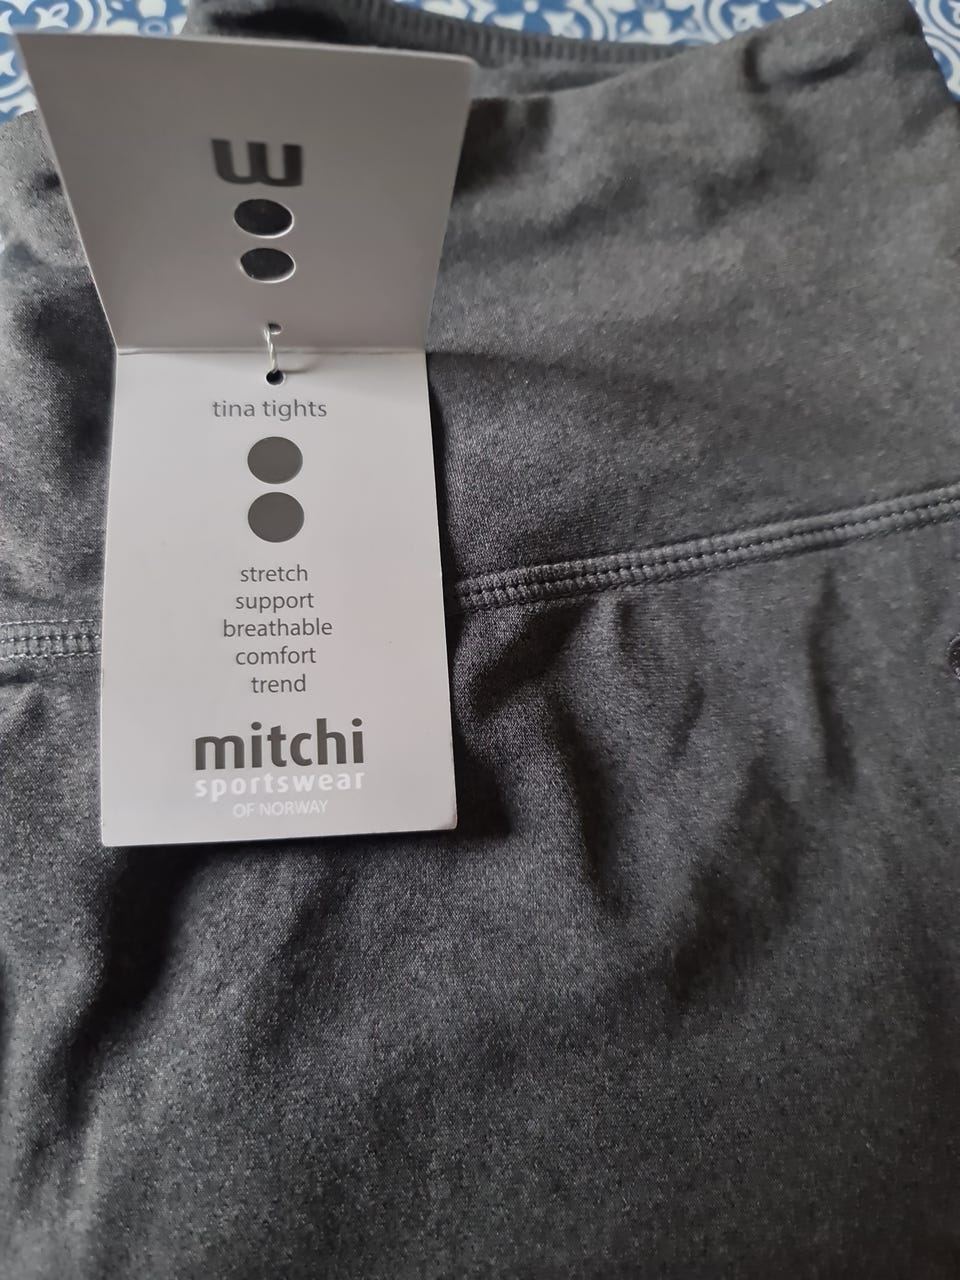 m
tina tights
stretch
support
breathable
comfort
trend
mitchi
sportswear
OF NORWAY